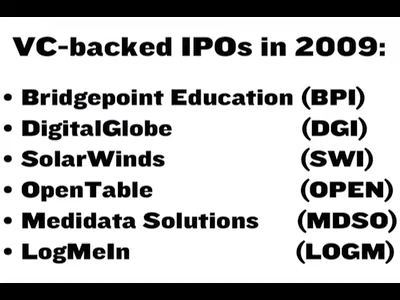 VC-backed IPOs in 2009:
• Bridgepoint Education (BPI)
• DigitalGlobe (DGI)
• SolarWinds (SWI)
• OpenTable (OPEN)
• Medidata Solutions (MDSO)
• LogMeIn (LOGM)